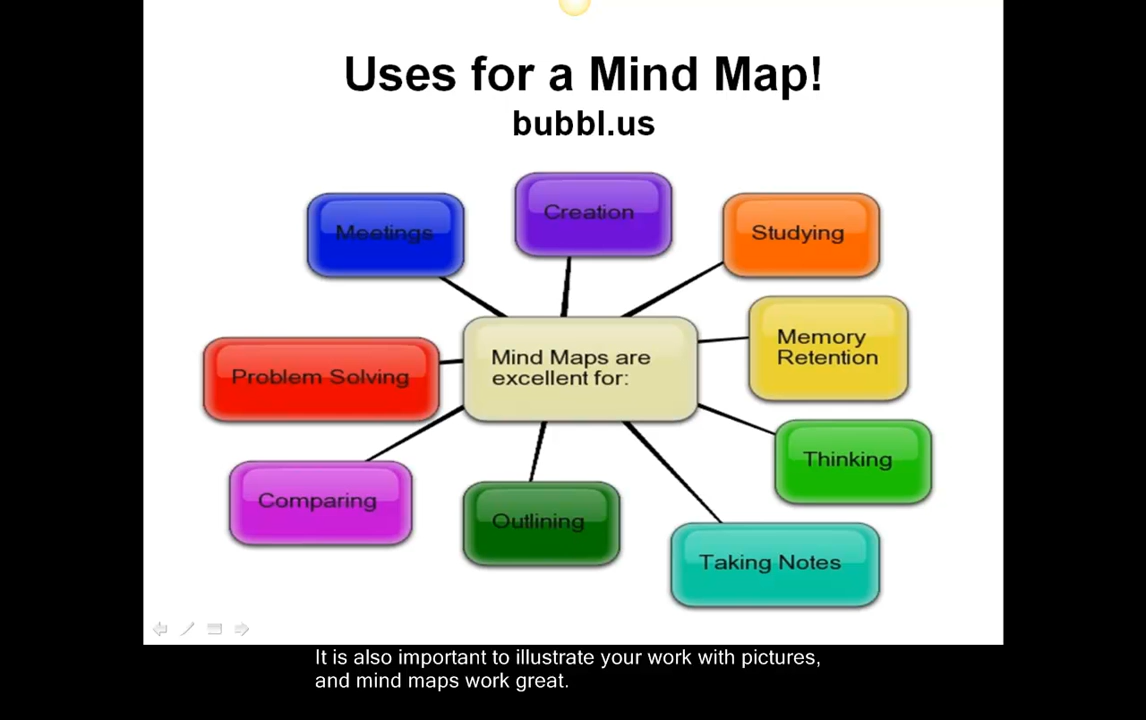 Uses for a Mind Map!
bubbl.us
Meetings
Creation
Studying
Mind Maps are
excellent for:
Memory
Retention
Problem Solving
Thinking
Comparing
Outlining
Taking Notes
It is also important to illustrate your work with pictures,
and mind maps work great.